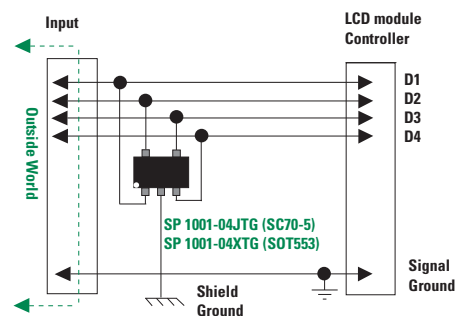 Input
LCD module
Controller
D1
D2
D3
D4
Outside World
SP 1001-04JTG (SC70-5)
SP 1001-04XTG (SOT553)
Shield
Ground
Signal
Ground